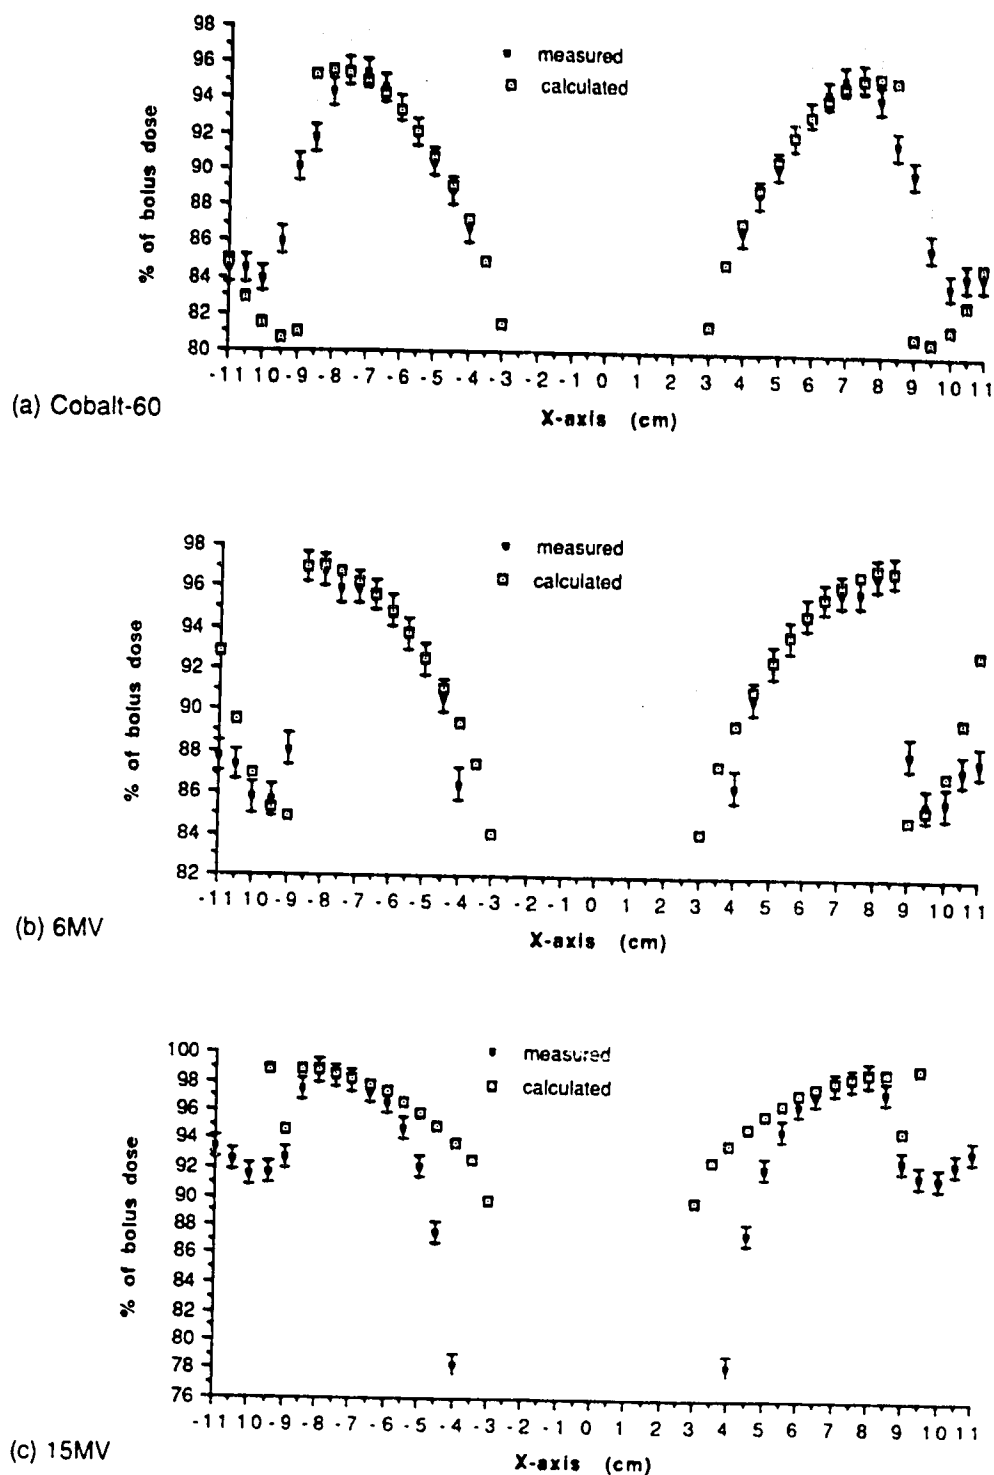 98
96
94
92
90
88
86
84
82
80
% of bolus dose
measured
calculated
-11 10 -9 -8 -7 -6 -5 -4 -3 -2 -1 0 1 2 3 4 5 6 7 8 9 10 11
X-axis (cm)
(a) Cobalt-60
98
96
94
92
90
88
86
84
82
% of bolus dose
measured
calculated
-11 10 -9 -8 -7 -6 -5 -4 -3 -2 -1 0 1 2 3 4 5 6 7 8 9 10 11
X-axis (cm)
(b) 6MV
100
98
96
94
92
90
88
86
84
82
80
78
76
% of bolus dose
measured
calculated
-11 10 -9 -8 -7 -6 -5 -4 -3 -2 -1 0 1 2 3 4 5 6 7 8 9 10 11
X-axis (cm)
(c) 15MV